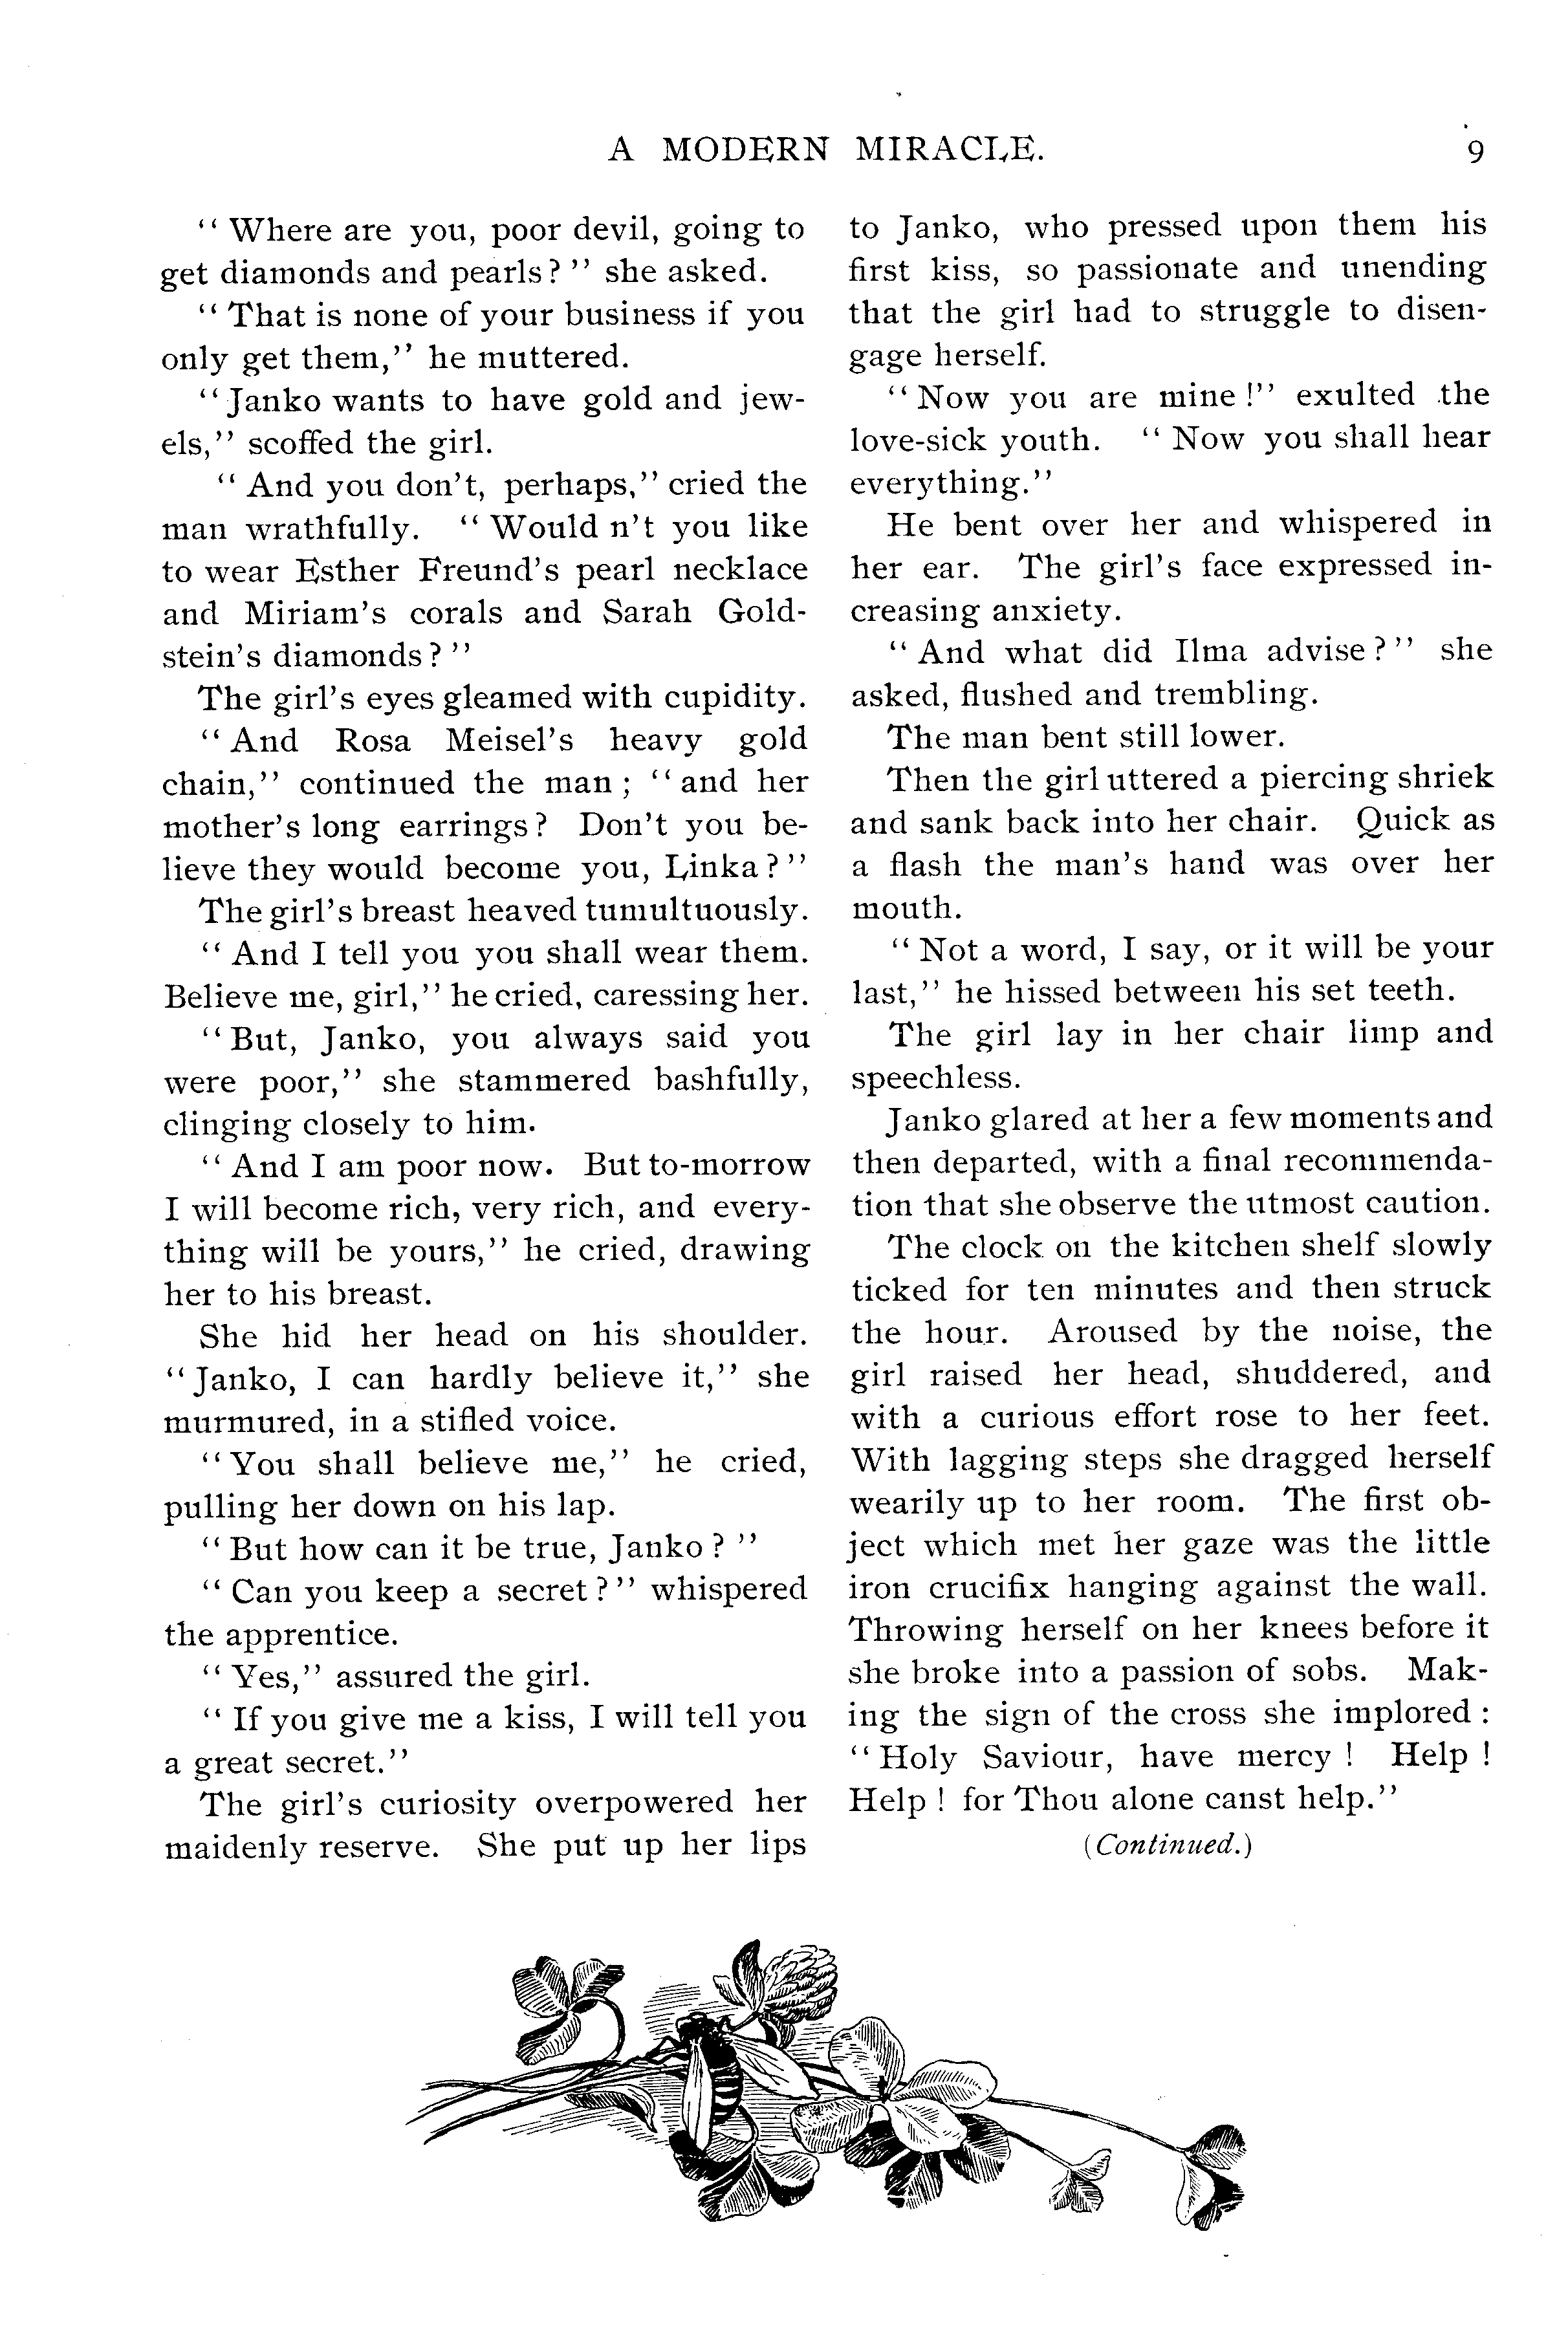 A MODERN MIRACLE. 9
“ Where are you, poor devil, going to
get diamonds and pearls ? ” she asked.
“ That is none of your business if you
only get them,” he muttered.
“Janko wants to have gold and jew-
els,” scoffed the girl.
“ And you don’t, perhaps,” cried the
man wrathfully. “ Would n’t you like
to wear Esther Freund’s pearl necklace
and Miriam’s corals and Sarah Gold-
stein’s diamonds ? ”
The girl’s eyes gleamed with cupidity.
“ And Rosa Meisel’s heavy gold
chain,” continued the man ; “ and her
mother’s long earrings ? Don’t you be-
lieve they would become you, Linka ? ”
The girl’s breast heaved tumultuously.
“ And I tell you you shall wear them.
Believe me, girl,” he cried, caressing her.
“ But, Janko, you always said you
were poor,” she stammered bashfully,
clinging closely to him.
“ And I am poor now. But to-morrow
I will become rich, very rich, and every-
thing will be yours,” he cried, drawing
her to his breast.
She hid her head on his shoulder.
“Janko, I can hardly believe it,” she
murmured, in a stifled voice.
“ You shall believe me,” he cried,
pulling her down on his lap.
“ But how can it be true, Janko ? ”
“ Can you keep a secret ? ” whispered
the apprentice.
“ Yes,” assured the girl.
“ If you give me a kiss, I will tell you
a great secret.”
The girl’s curiosity overpowered her
maidenly reserve. She put up her lips
to Janko, who pressed upon them his
first kiss, so passionate and unending
that the girl had to struggle to disen-
gage herself.
“ Now you are mine !” exulted the
love-sick youth. “ Now you shall hear
everything.”
He bent over her and whispered in
her ear. The girl’s face expressed in-
creasing anxiety.
“ And what did Ilma advise ? ” she
asked, flushed and trembling.
The man bent still lower.
Then the girl uttered a piercing shriek
and sank back into her chair. Quick as
a flash the man’s hand was over her
mouth.
“ Not a word, I say, or it will be your
last,” he hissed between his set teeth.
The girl lay in her chair limp and
speechless.
Janko glared at her a few moments and
then departed, with a final recommenda-
tion that she observe the utmost caution.
The clock on the kitchen shelf slowly
ticked for ten minutes and then struck
the hour. Aroused by the noise, the
girl raised her head, shuddered, and
with a curious effort rose to her feet.
With lagging steps she dragged herself
wearily up to her room. The first ob-
ject which met her gaze was the little
iron crucifix hanging against the wall.
Throwing herself on her knees before it
she broke into a passion of sobs. Mak-
ing the sign of the cross she implored :
“ Holy Saviour, have mercy ! Help !
Help ! for Thou alone canst help.”
(Continued.)